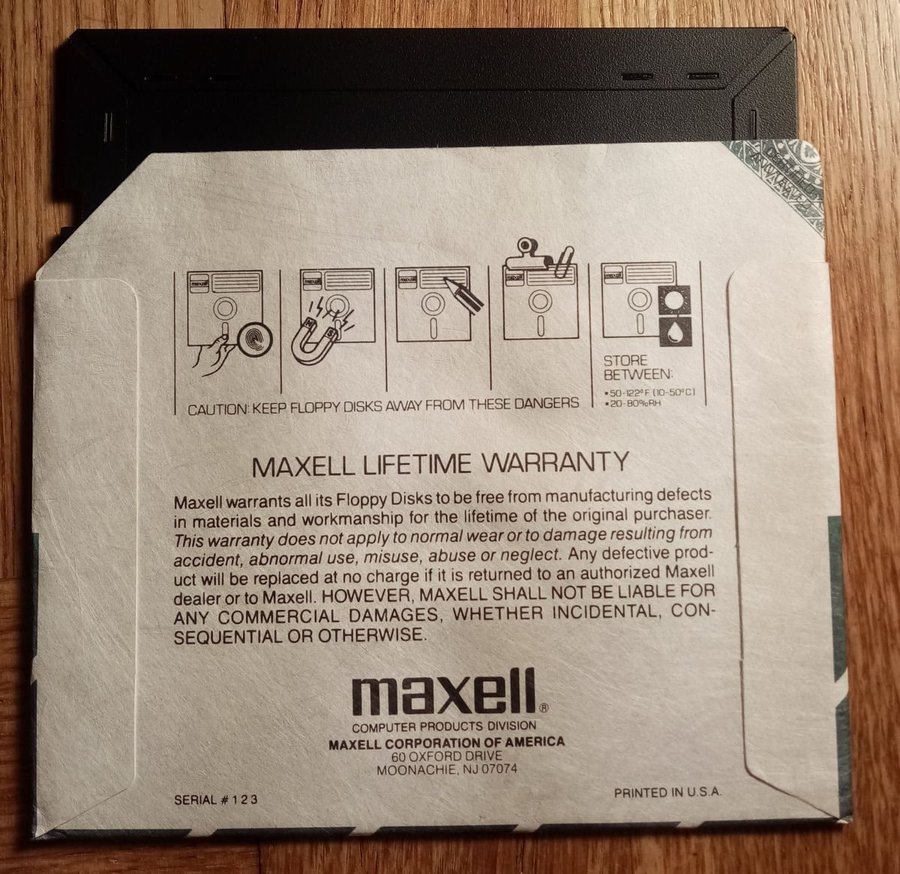 maxell maxell maxell maxell maxell
STORE
BETWEEN:
•50-122°F (10-50°C)
•20-80%RH
CAUTION: KEEP FLOPPY DISKS AWAY FROM THESE DANGERS
MAXELL LIFETIME WARRANTY
Maxell warrants all its Floppy Disks to be free from manufacturing defects
in materials and workmanship for the lifetime of the original purchaser.
This warranty does not apply to normal wear or to damage resulting from
accident, abnormal use, misuse, abuse or neglect. Any defective prod-
uct will be replaced at no charge if it is returned to an authorized Maxell
dealer or to Maxell. HOWEVER, MAXELL SHALL NOT BE LIABLE FOR
ANY COMMERCIAL DAMAGES, WHETHER INCIDENTAL, CON-
SEQUENTIAL OR OTHERWISE.
maxell®
COMPUTER PRODUCTS DIVISION
MAXELL CORPORATION OF AMERICA
60 OXFORD DRIVE
MOONACHIE, NJ 07074
SERIAL # 1 2 3
PRINTED IN U.S.A.